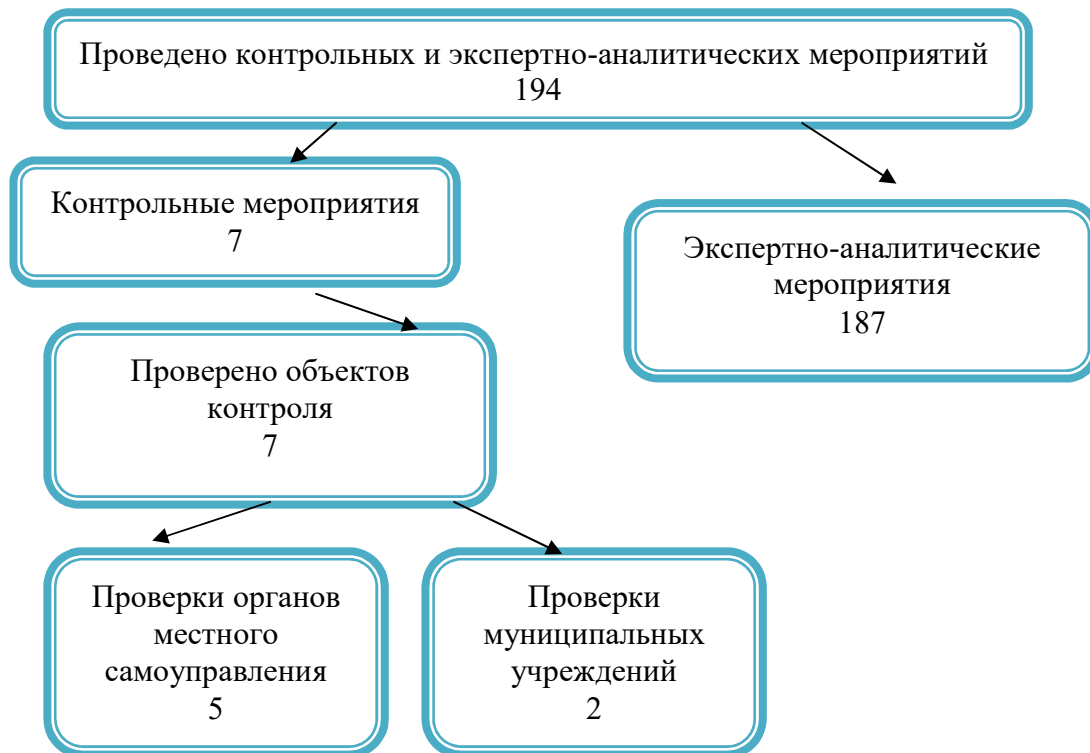 Проведено контрольных и экспертно-аналитических мероприятий
194
Контрольные мероприятия
7
Экспертно-аналитические
мероприятия
187
Проверено объектов
контроля
7
Проверки органов
местного
самоуправления
5
Проверки
муниципальных
учреждений
2